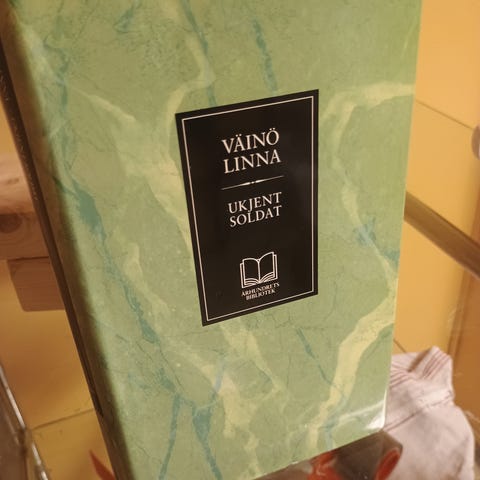 VÄINÖ
LINNA
UKJENT
SOLDAT
ÅRHUNDRETS
BIBLIOTEK